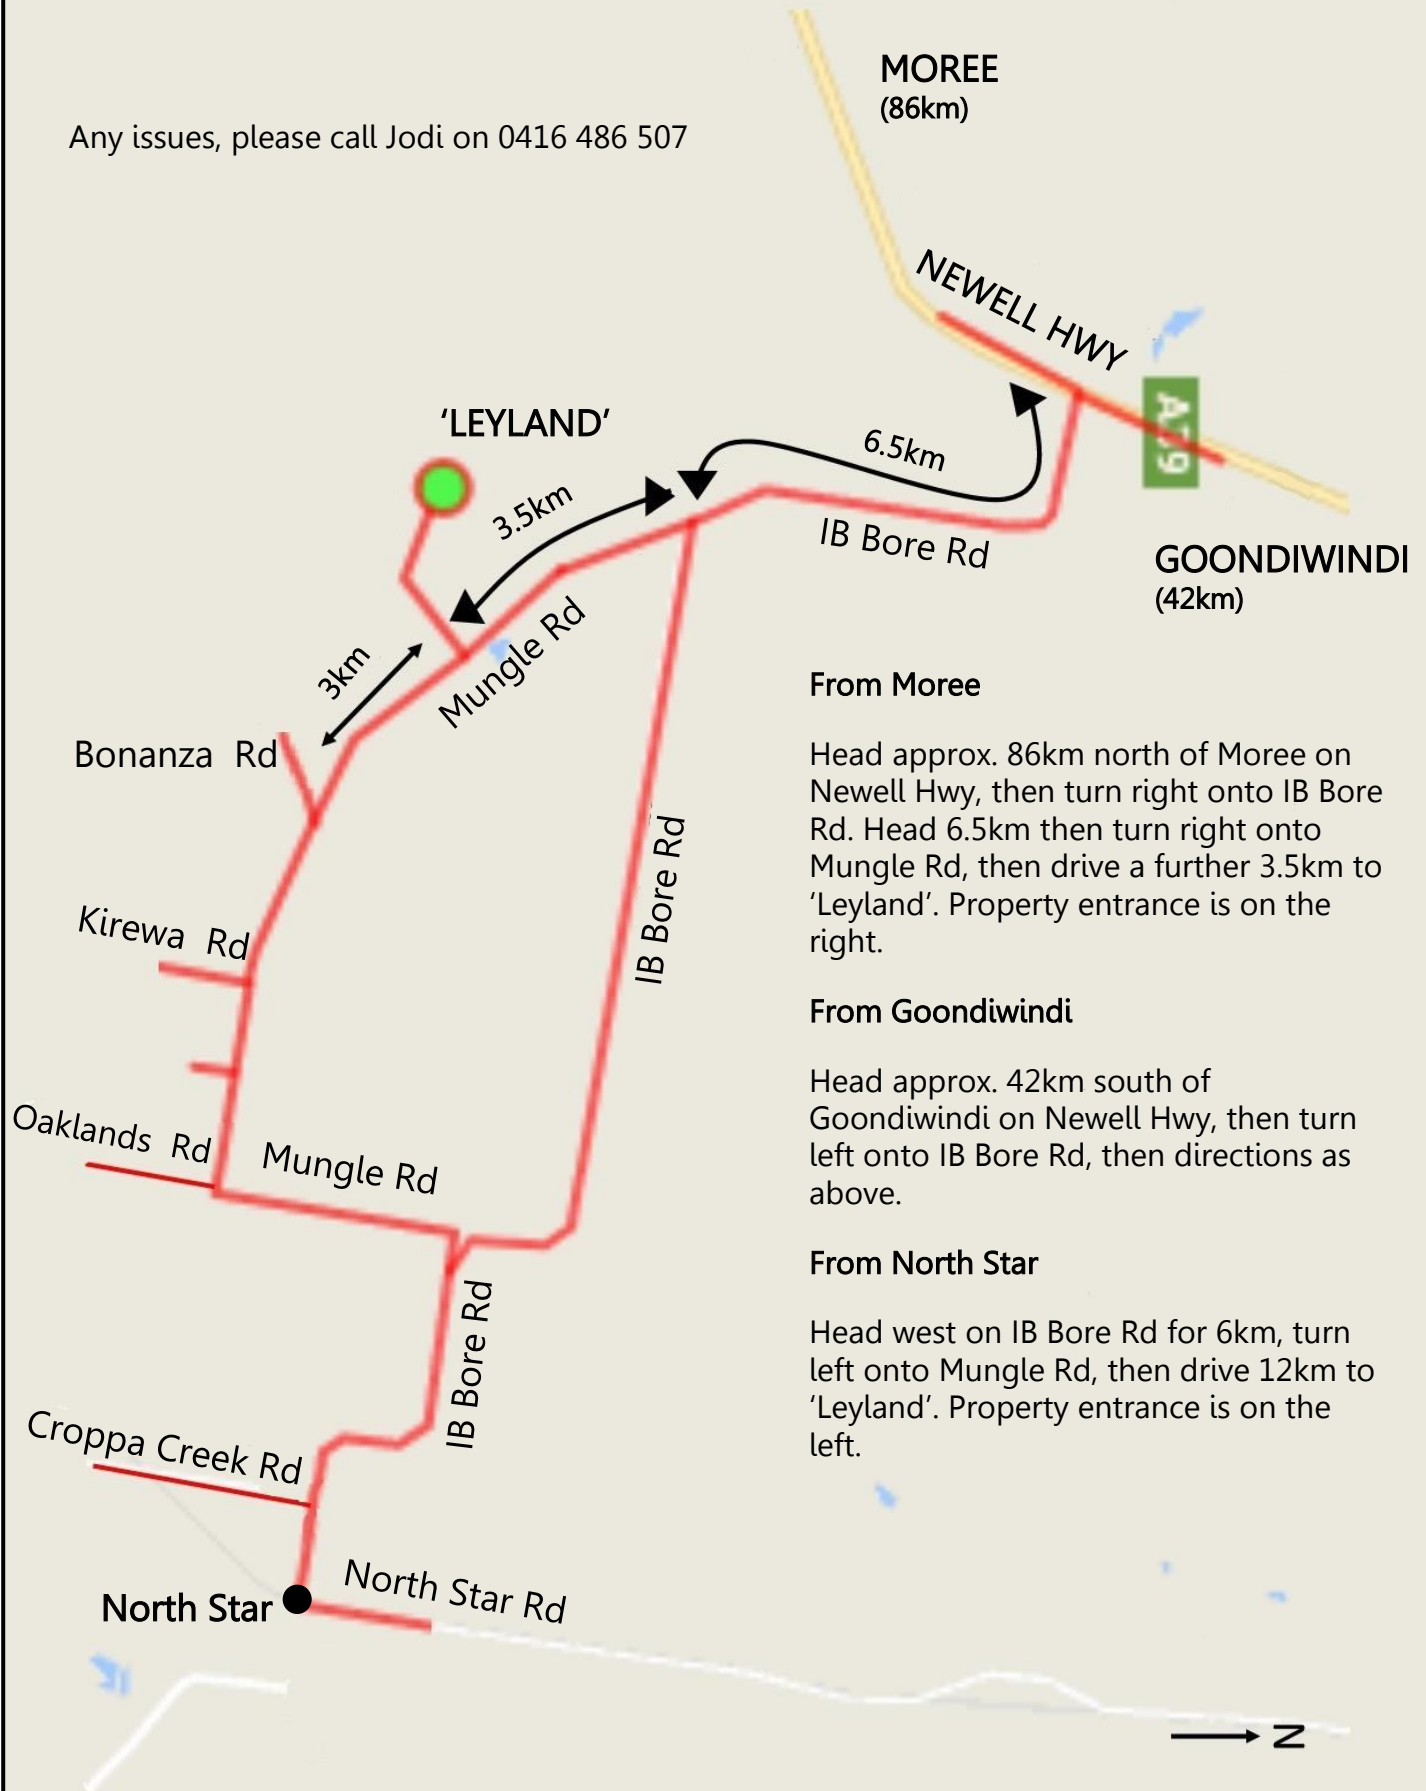 MOREE
(86km)
Any issues, please call Jodi on 0416 486 507
NEWELL HWY
A39
'LEYLAND'
6.5km
3.5km
IB Bore Rd
GOONDIWINDI
(42km)
Mungle Rd
3km
Bonanza Rd
From Moree
Head approx. 86km north of Moree on
Newell Hwy, then turn right onto IB Bore
Rd. Head 6.5km then turn right onto
Mungle Rd, then drive a further 3.5km to
‘Leyland’. Property entrance is on the
right.
IB Bore Rd
Kirewa Rd
From Goondiwindi
Head approx. 42km south of
Goondiwindi on Newell Hwy, then turn
left onto IB Bore Rd, then directions as
above.
Oaklands Rd
Mungle Rd
From North Star
Head west on IB Bore Rd for 6km, turn
left onto Mungle Rd, then drive 12km to
‘Leyland’. Property entrance is on the
left.
IB Bore Rd
Croppa Creek Rd
North Star Rd
North Star
N